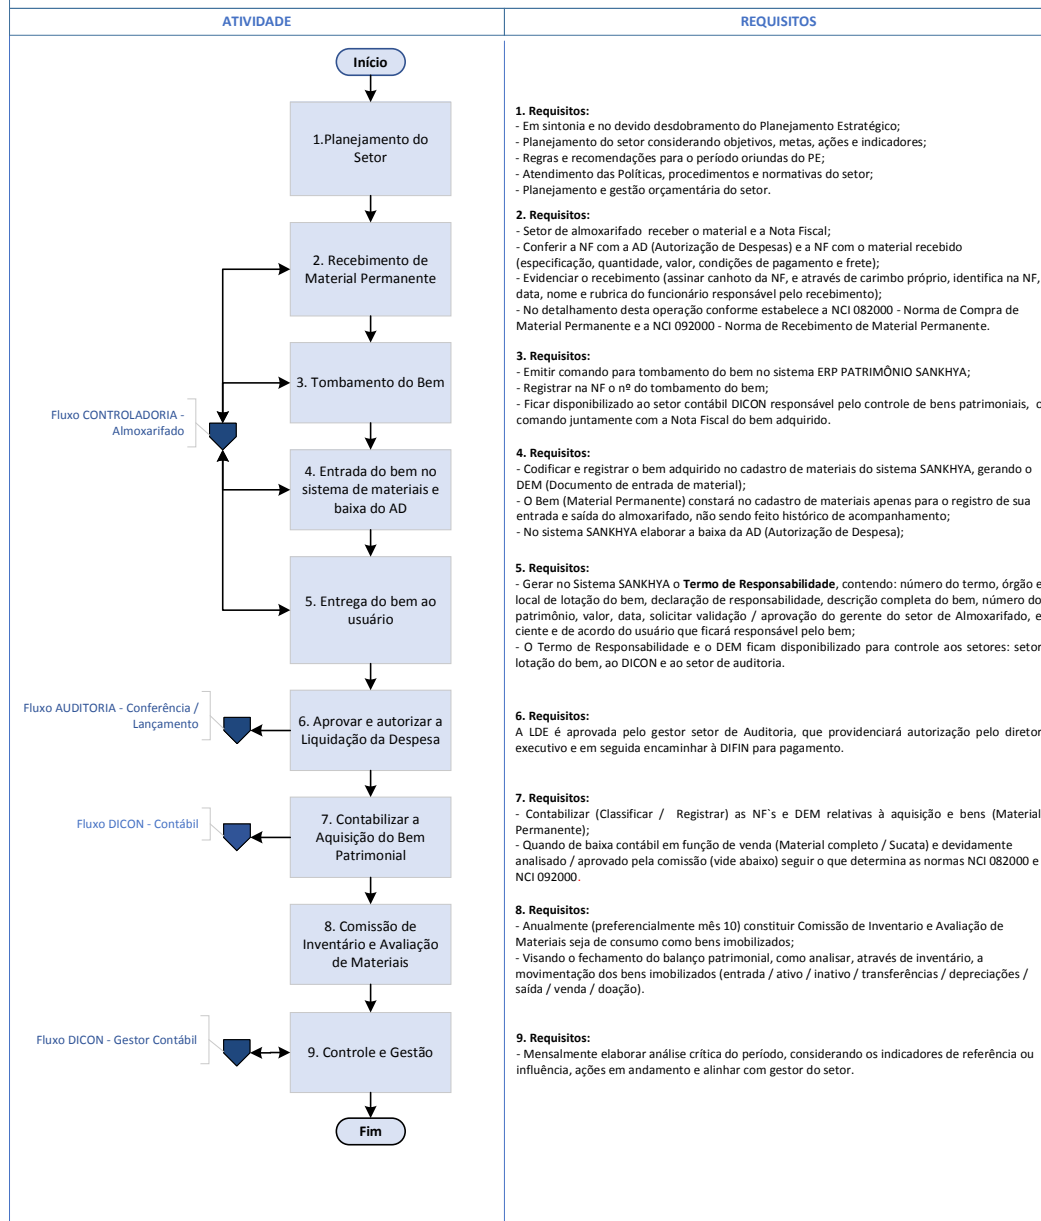 ATIVIDADE
REQUISITOS
Início
1.Planejamento do
Setor
2. Recebimento de
Material Permanente
3. Tombamento do Bem
Fluxo CONTROLADORIA -
Almoxarifado
4. Entrada do bem no
sistema de materiais e
baixa do AD
5. Entrega do bem ao
usuário
Fluxo AUDITORIA - Conferência /
Lançamento
6. Aprovar e autorizar a
Liquidação da Despesa
Fluxo DICON - Contábil
7. Contabilizar a
Aquisição do Bem
Patrimonial
8. Comissão de
Inventário e Avaliação
de Materiais
Fluxo DICON - Gestor Contábil
9. Controle e Gestão
Fim
1. Requisitos:
- Em sintonia e no devido desdobramento do Planejamento Estratégico;
- Planejamento do setor considerando objetivos, metas, ações e indicadores;
- Regras e recomendações para o período oriundas do PE;
- Atendimento das Políticas, procedimentos e normativas do setor;
- Planejamento e gestão orçamentária do setor.
2. Requisitos:
- Setor de almoxarifado receber o material e a Nota Fiscal;
- Conferir a NF com a AD (Autorização de Despesas) e a NF com o material recebido
(especificação, quantidade, valor, condições de pagamento e frete);
- Evidenciar o recebimento (assinar canhoto da NF, e através de carimbo próprio, identifica na NF,
data, nome e rubrica do funcionário responsável pelo recebimento);
- No detalhamento desta operação conforme estabelece a NCI 082000 - Norma de Compra de
Material Permanente e a NCI 092000 - Norma de Recebimento de Material Permanente.
3. Requisitos:
- Emitir comando para tombamento do bem no sistema ERP PATRIMÔNIO SANKHYA;
- Registrar na NF o nº do tombamento do bem;
- Ficar disponibilizado ao setor contábil DICON responsável pelo controle de bens patrimoniais, o
comando juntamente com a Nota Fiscal do bem adquirido.
4. Requisitos:
- Codificar e registrar o bem adquirido no cadastro de materiais do sistema SANKHYA, gerando o
DEM (Documento de entrada de material);
- O Bem (Material Permanente) constará no cadastro de materiais apenas para o registro de sua
entrada e saída do almoxarifado, não sendo feito histórico de acompanhamento;
- No sistema SANKHYA elaborar a baixa da AD (Autorização de Despesa);
5. Requisitos:
- Gerar no Sistema SANKHYA o Termo de Responsabilidade, contendo: número do termo, órgão e
local de lotação do bem, declaração de responsabilidade, descrição completa do bem, número do
patrimônio, valor, data, solicitar validação / aprovação do gerente do setor de Almoxarifado, e
ciente e de acordo do usuário que ficará responsável pelo bem;
- O Termo de Responsabilidade e o DEM ficam disponibilizado para controle aos setores: setor
lotação do bem, ao DICON e ao setor de auditoria.
6. Requisitos:
A LDE é aprovada pelo gestor setor de Auditoria, que providenciará autorização pelo diretor
executivo e em seguida encaminhar à DIFIN para pagamento.
7. Requisitos:
- Contabilizar (Classificar / Registrar) as NF`s e DEM relativas à aquisição e bens (Material
Permanente);
- Quando de baixa contábil em função de venda (Material completo / Sucata) e devidamente
analisado / aprovado pela comissão (vide abaixo) seguir o que determina as normas NCI 082000 e
NCI 092000.
8. Requisitos:
- Anualmente (preferencialmente mês 10) constituir Comissão de Inventario e Avaliação de
Materiais seja de consumo como bens imobilizados;
- Visando o fechamento do balanço patrimonial, como analisar, através de inventário, a
movimentação dos bens imobilizados (entrada / ativo / inativo / transferências / depreciações /
saída / venda / doação).
9. Requisitos:
- Mensalmente elaborar análise crítica do período, considerando os indicadores de referência ou
influência, ações em andamento e alinhar com gestor do setor.